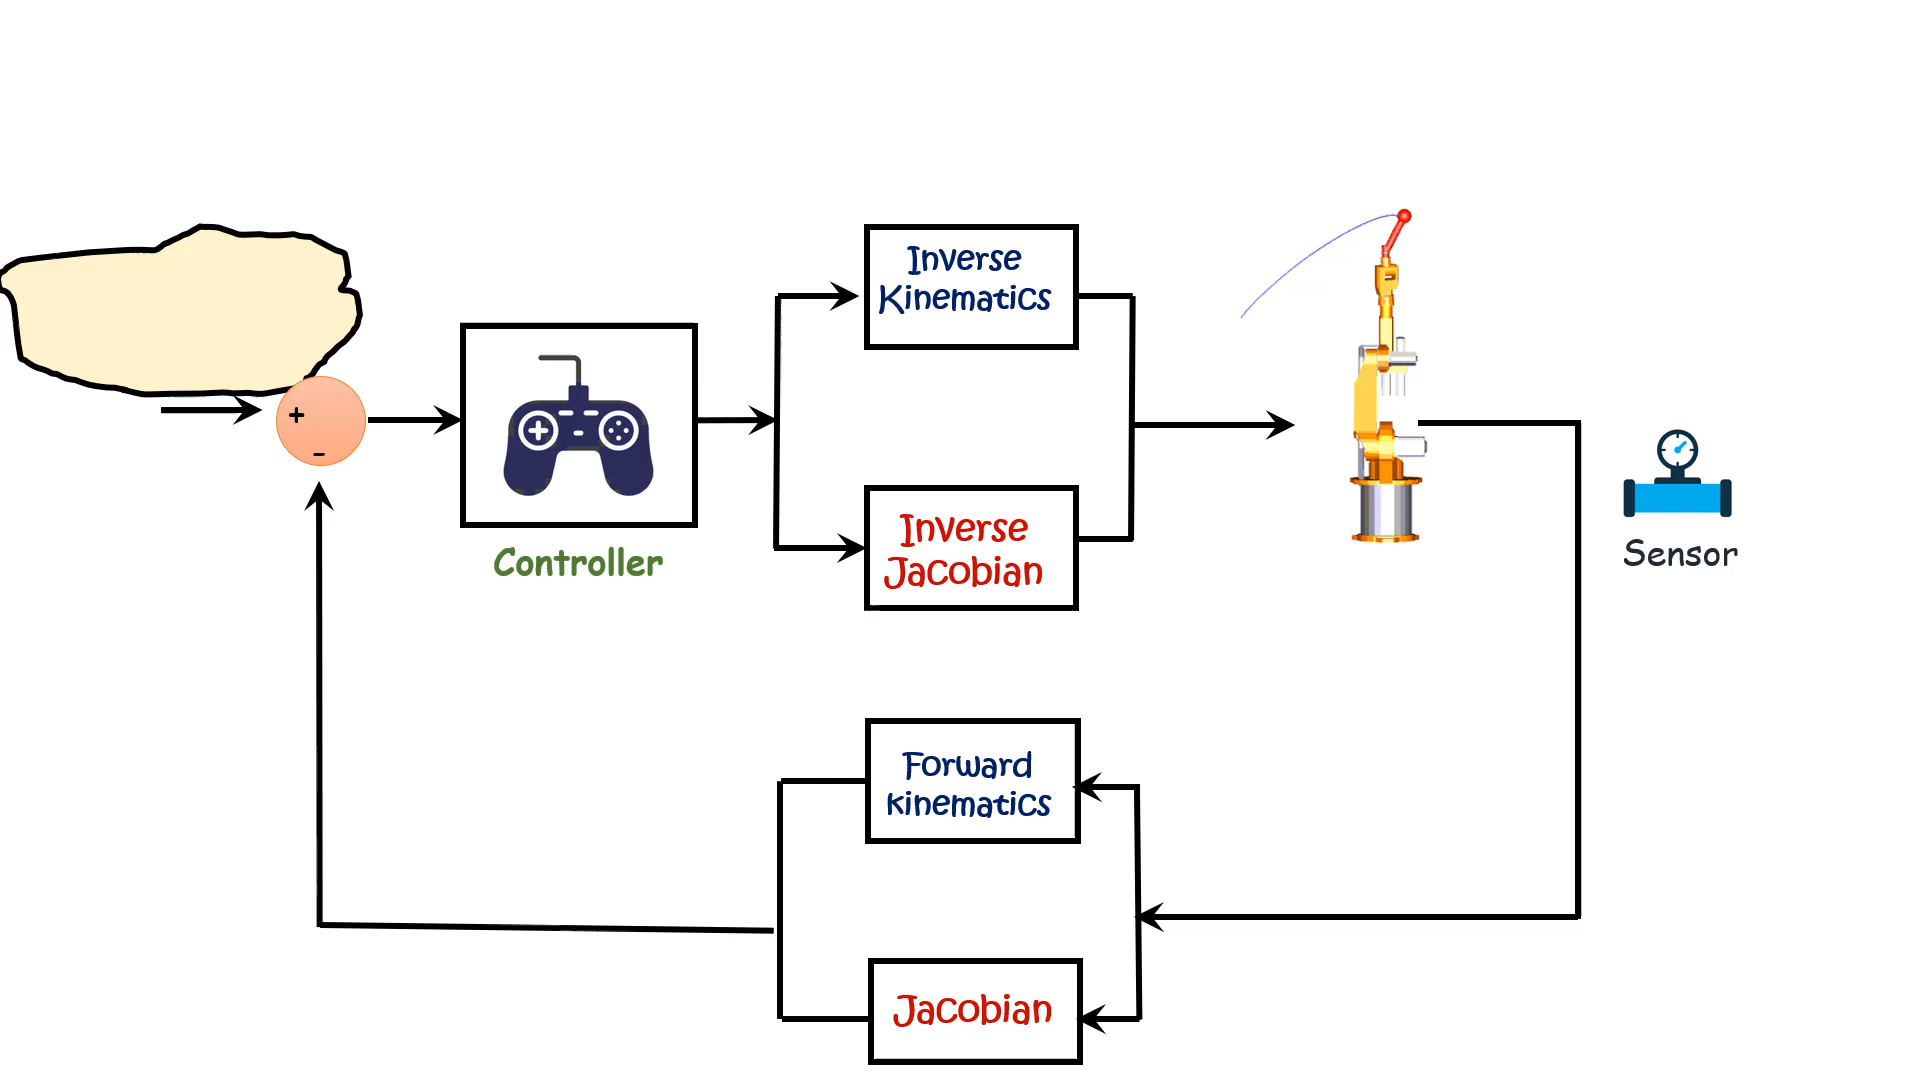 Inverse
Kinematics
+
-
Controller
Inverse
Jacobian
Sensor
Forward
kinematics
Jacobian